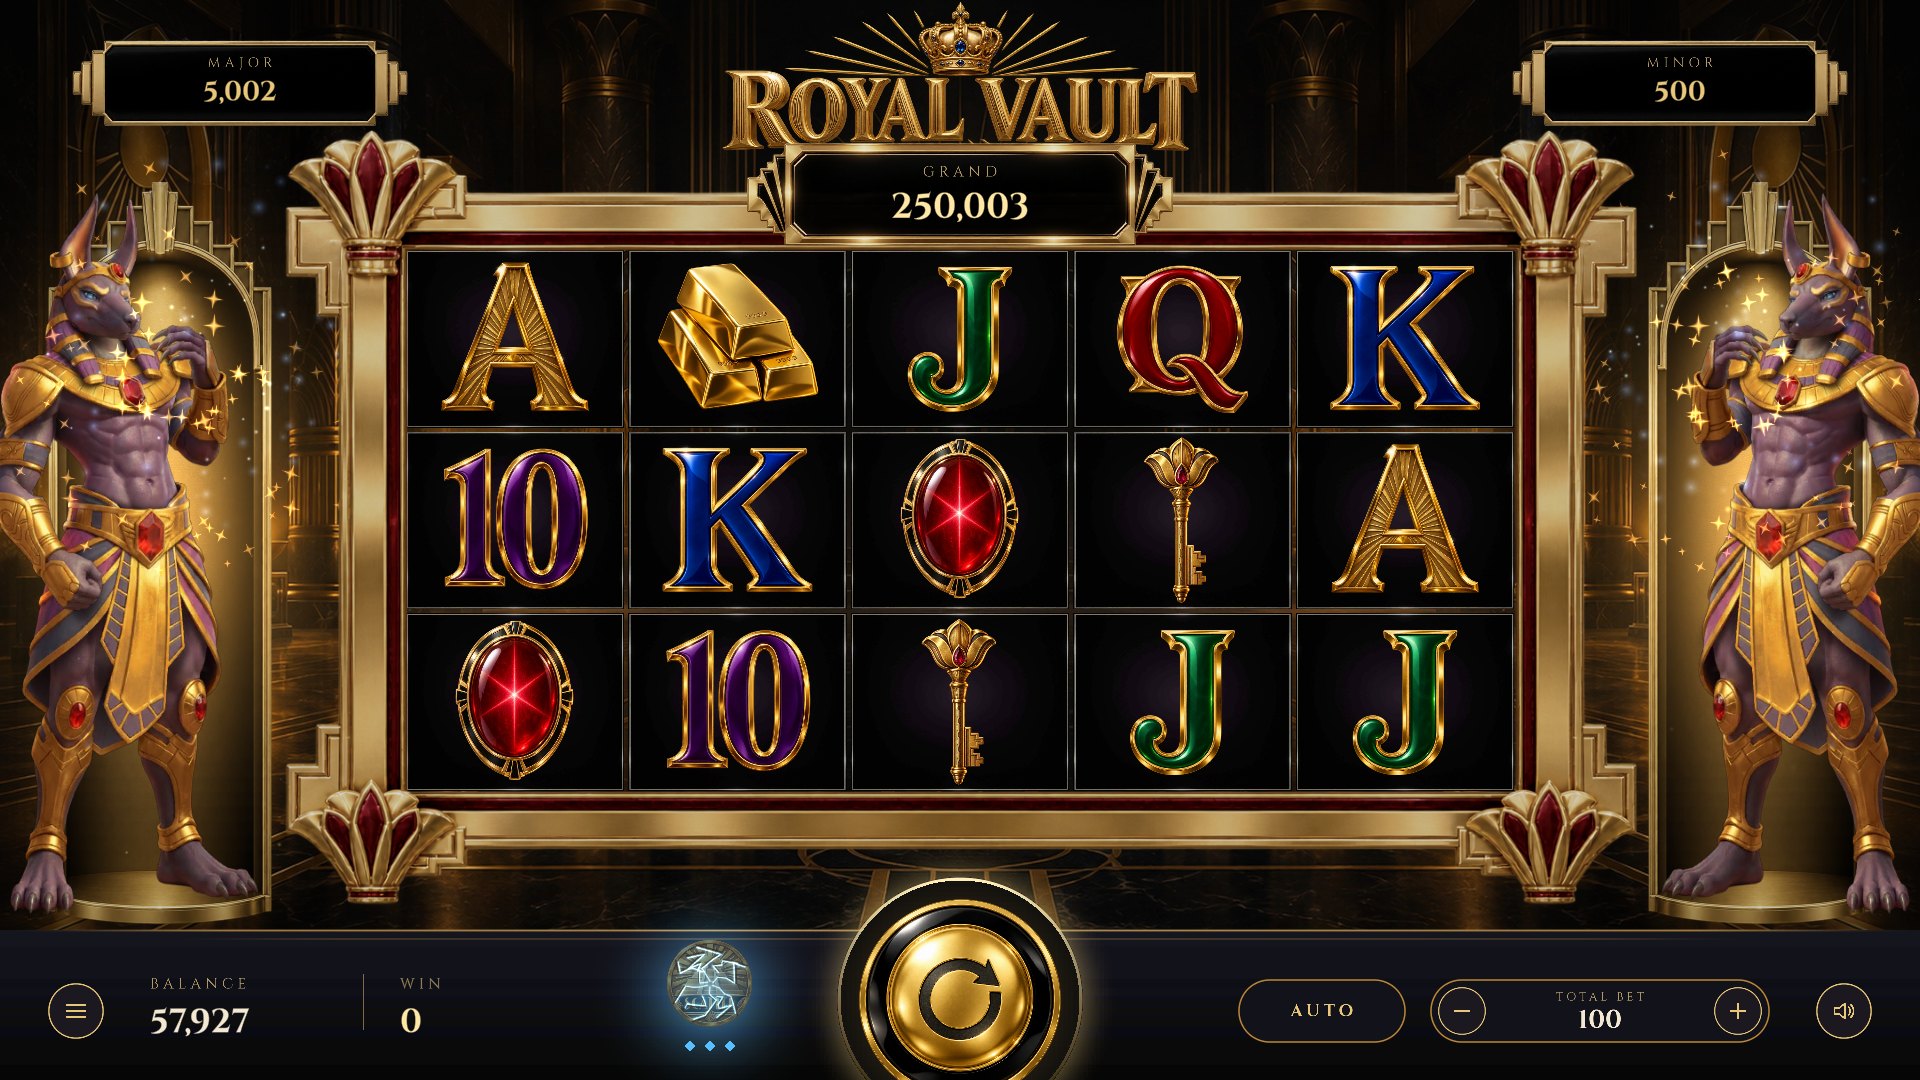 MAJOR
5,002
ROYAL VAULT
MINOR
500
GRAND
250,003
A
J
Q
K
10
K
A
10
J
J
BALANCE
57,927
WIN
0
AUTO
TOTAL BET
100